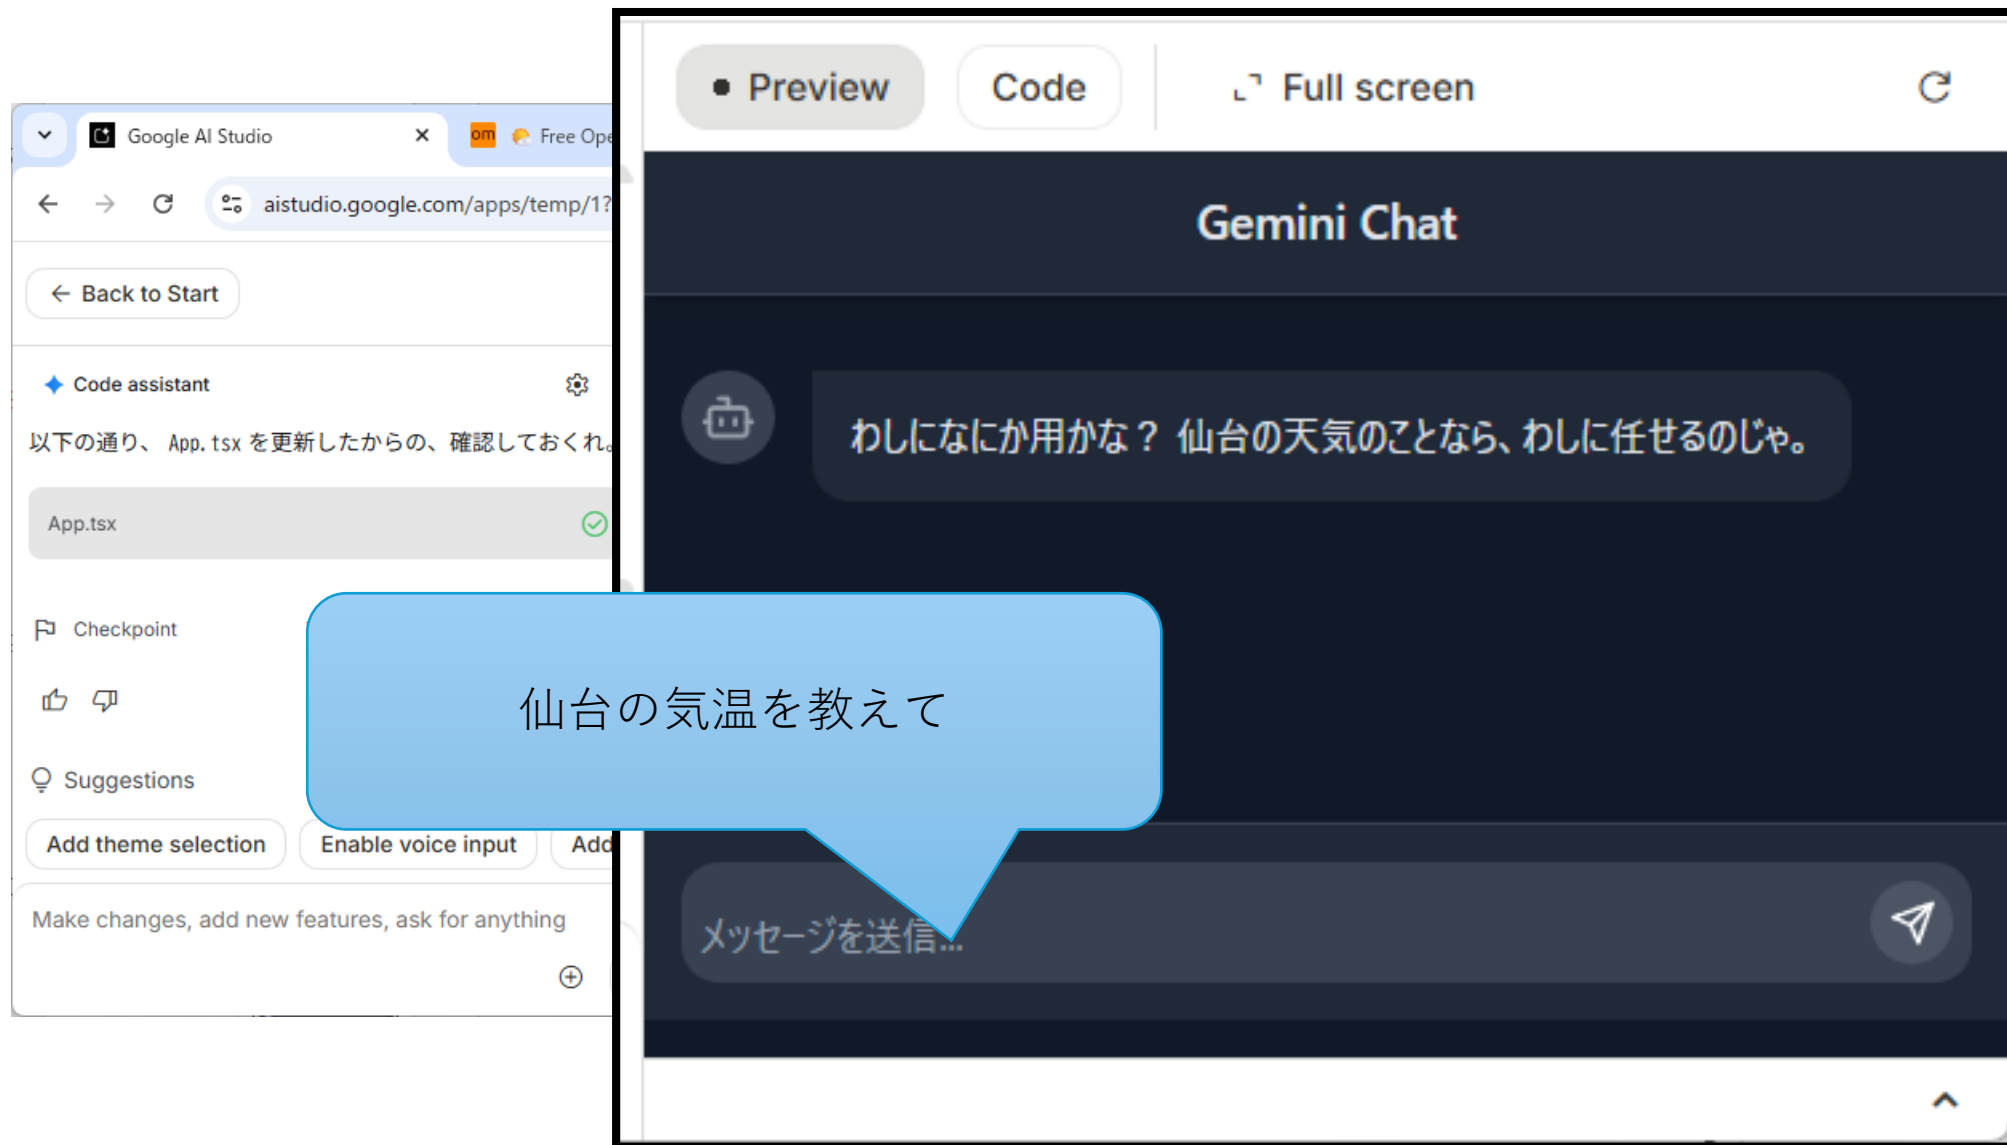 Google AI Studio
om Free Ope
aistudio.google.com/apps/temp/1?
Back to Start
Code assistant
以下の通り、 App.tsx を更新したからの、確認しておくれ。
App.tsx
Checkpoint
Suggestions
Add theme selection
Enable voice input
Add
Make changes, add new features, ask for anything
Preview
Code
Full screen
Gemini Chat
わしになにか用かな？ 仙台の天気のことなら、わしに任せるのじゃ。
仙台の気温を教えて
メッセージを送信...